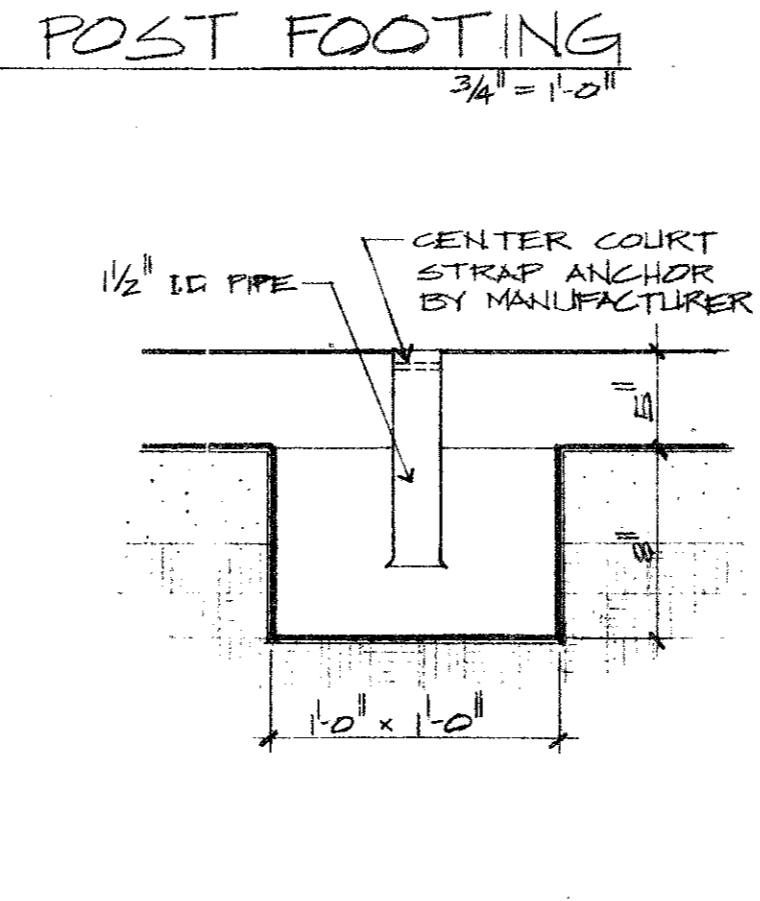 POST FOOTING
3/4" = 1'-0"
CENTER COURT
STRAP ANCHOR
BY MANUFACTURER
1 1/2" I.D. PIPE
8"
1'-0" x 1'-0"